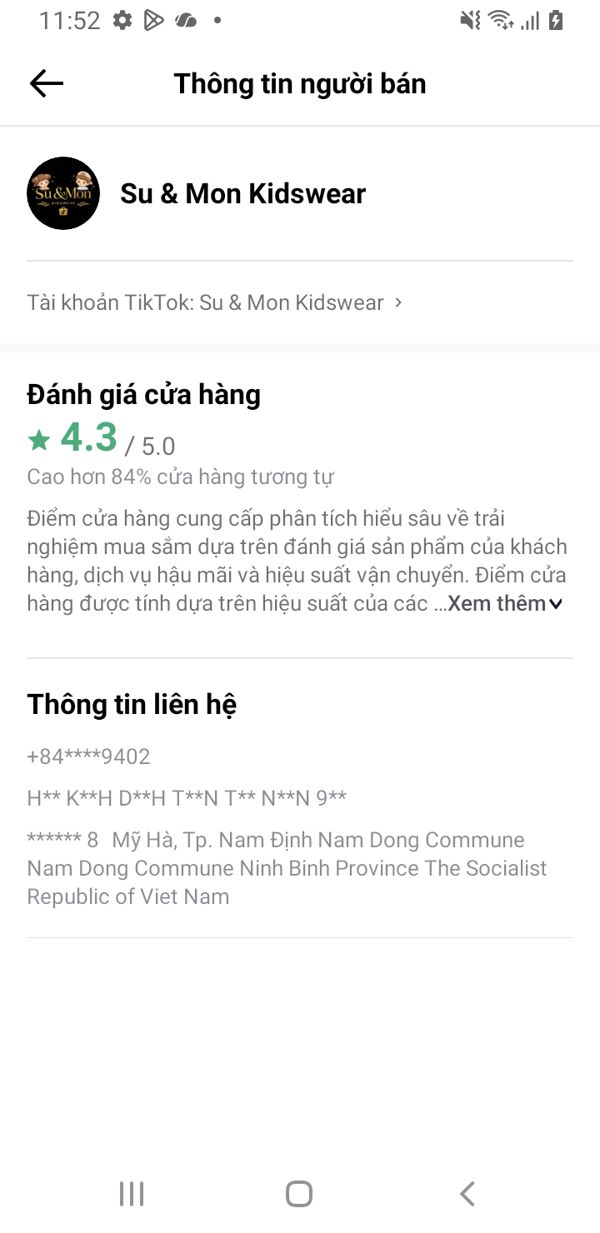 11:52
Thông tin người bán
Su & Mon
Su & Mon Kidswear
Tài khoản TikTok: Su & Mon Kidswear
Đánh giá cửa hàng
4.3 / 5.0
Cao hơn 84% cửa hàng tương tự
Điểm cửa hàng cung cấp phân tích hiểu sâu về trải
nghiệm mua sắm dựa trên đánh giá sản phẩm của khách
hàng, dịch vụ hậu mãi và hiệu suất vận chuyển. Điểm cửa
hàng được tính dựa trên hiệu suất của các ...Xem thêm
Thông tin liên hệ
+84****9402
H** K**H D**H T**N T** N**N 9**
****** 8 Mỹ Hà, Tp. Nam Định Nam Dong Commune
Nam Dong Commune Ninh Binh Province The Socialist
Republic of Viet Nam